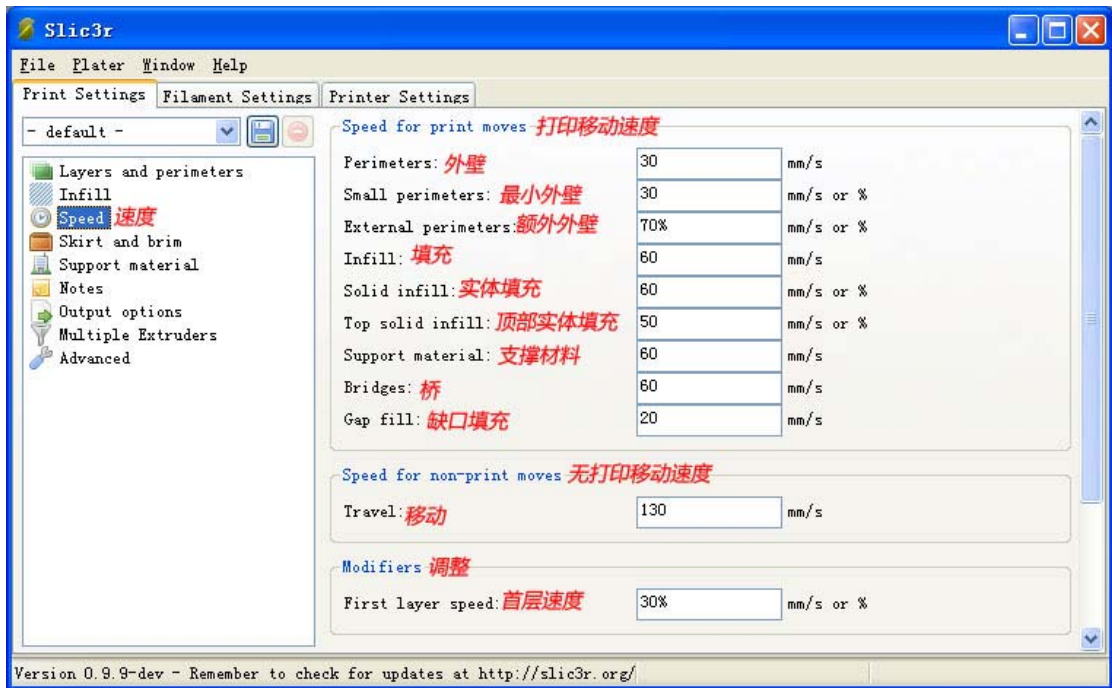 Slic3r
File Plater Window Help
Print Settings Filament Settings Printer Settings
- default -
Layers and perimeters
Infill
Speed 速度
Skirt and brim
Support material
Notes
Output options
Multiple Extruders
Advanced
Speed for print moves 打印移动速度
Perimeters: 外壁 30 mm/s
Small perimeters: 最小外壁 30 mm/s or %
External perimeters: 额外外壁 70% mm/s or %
Infill: 填充 60 mm/s
Solid infill: 实体填充 60 mm/s or %
Top solid infill: 顶部实体填充 50 mm/s or %
Support material: 支撑材料 60 mm/s
Bridges: 桥 60 mm/s
Gap fill: 缺口填充 20 mm/s
Speed for non-print moves 无打印移动速度
Travel: 移动 130 mm/s
Modifiers 调整
First layer speed: 首层速度 30% mm/s or %
Version 0.9.9-dev - Remember to check for updates at http://slic3r.org/